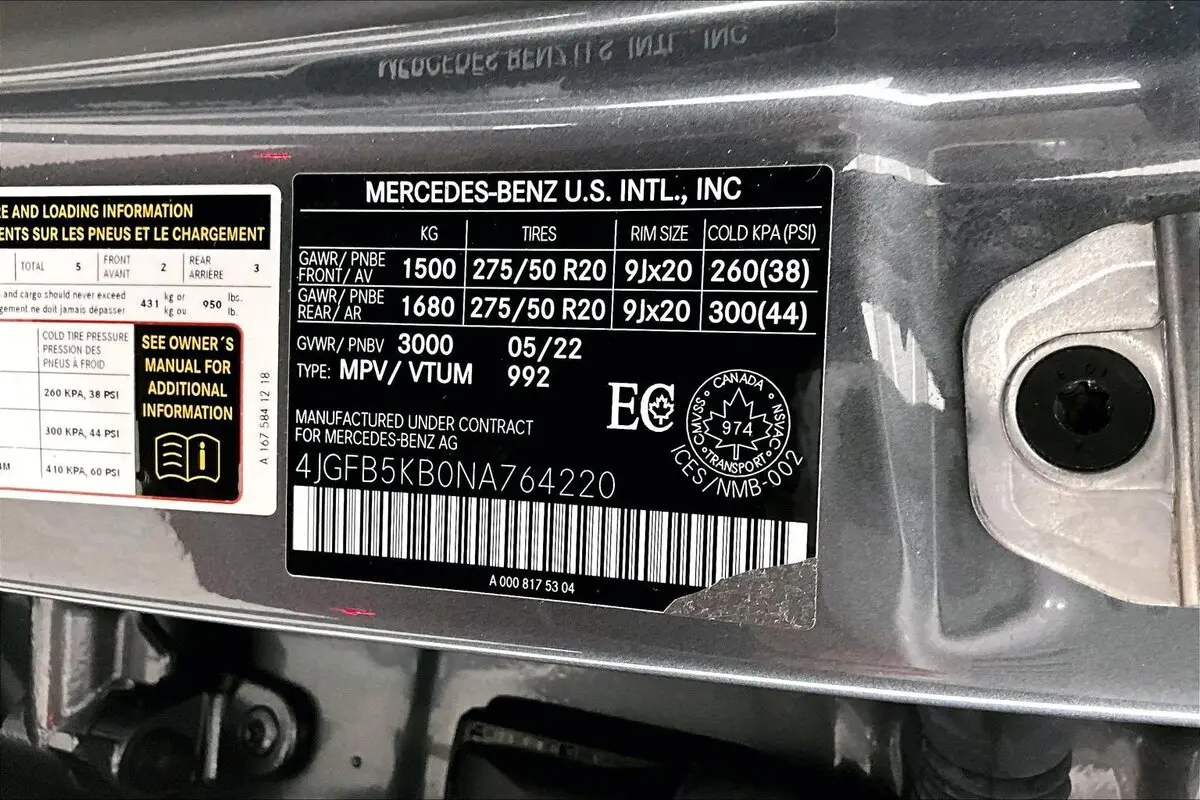 MERCEDES BENZ U.S. INTL., INC
RE AND LOADING INFORMATION
ENTS SUR LES PNEUS ET LE CHARGEMENT
TOTAL 5 FRONT AVANT 2 REAR ARRIÈRE 3
and cargo should never exceed 431 kg or 950 lbs.
gement ne doit jamais dépasser kg ou lb.
COLD TIRE PRESSURE
PRESSION DES
PNEUS À FROID
260 KPA, 38 PSI
300 KPA, 44 PSI
410 KPA, 60 PSI
SEE OWNER´S
MANUAL FOR
ADDITIONAL
INFORMATION
i
A 167 584 12 18
MERCEDES-BENZ U.S. INTL., INC
KG TIRES RIM SIZE COLD KPA(PSI)
GAWR/ PNBE FRONT/ AV 1500 275/50 R20 9Jx20 260(38)
GAWR/ PNBE REAR/ AR 1680 275/50 R20 9Jx20 300(44)
GVWR/ PNBV 3000 05/22
TYPE: MPV/ VTUM 992
MANUFACTURED UNDER CONTRACT
FOR MERCEDES-BENZ AG
EC
CANADA
CMVSS NSVAC
974
TRANSPORT
ICES/NMB-002
4JGFB5KB0NA764220
A 000 817 53 04